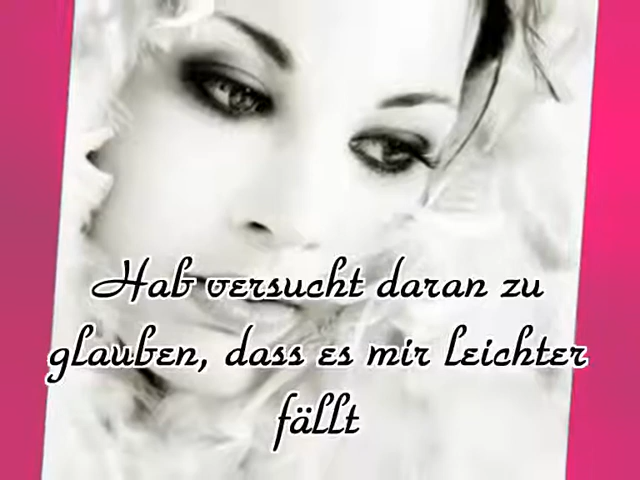 Hab versucht daran zu
glauben, dass es mir leichter
fällt